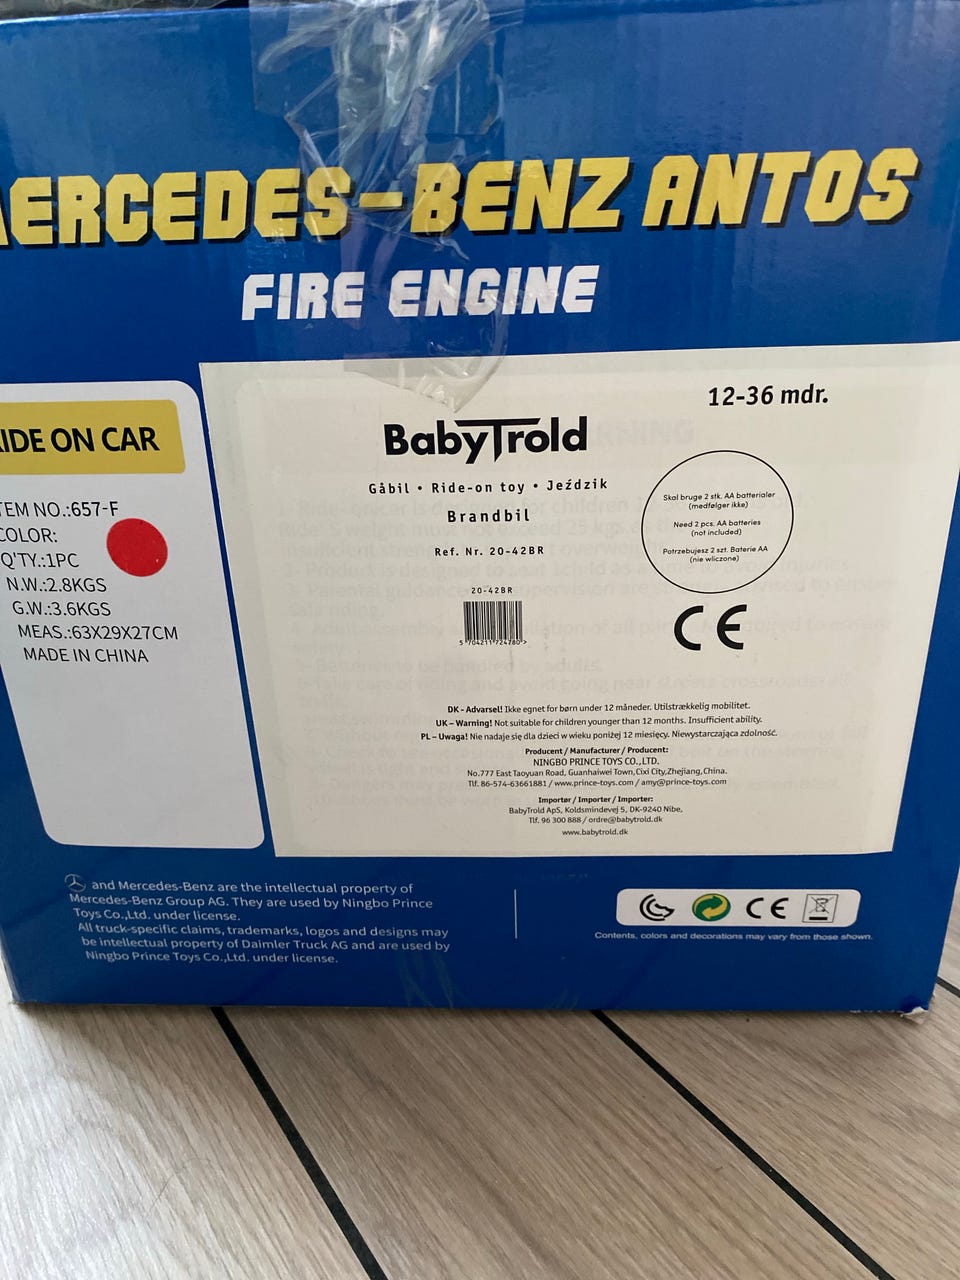 MERCEDES-BENZ ANTOS
FIRE ENGINE
RIDE ON CAR
ITEM NO.:657-F
COLOR:
Q'TY.:1PC
N.W.:2.8KGS
G.W.:3.6KGS
MEAS.:63X29X27CM
MADE IN CHINA
12-36 mdr.
BabyTrold
Gåbil • Ride-on toy • Jeździk
Brandbil
Ref. Nr. 20-42BR
Skal bruge 2 stk. AA batterialer
(medfølger ikke)
Need 2 pcs. AA batteries
(not included)
Potrzebujesz 2 szt. Baterie AA
(nie wliczone)
20-42BR
5 704211 724780 >
CE
DK - Advarsel! Ikke egnet for børn under 12 måneder. Utilstrækkelig mobilitet.
UK - Warning! Not suitable for children younger than 12 months. Insufficient ability.
PL - Uwaga! Nie nadaje się dla dzieci w wieku poniżej 12 miesięcy. Niewystarczająca zdolność.
Producent / Manufacturer / Producent:
NINGBO PRINCE TOYS CO.,LTD.
No.777 East Taoyuan Road, Guanhaiwei Town, Cixi City,Zhejiang,China.
Tlf. 86-574-63661881 / www.prince-toys.com / amy@prince-toys.com
Importør / Importer / Importer:
BabyTrold ApS, Koldsmindevej 5, DK-9240 Nibe,
Tlf. 96 300 888 / ordre@babytrold.dk
www.babytrold.dk
and Mercedes-Benz are the intellectual property of
Mercedes-Benz Group AG. They are used by Ningbo Prince
Toys Co.,Ltd. under license.
All truck-specific claims, trademarks, logos and designs may
be intellectual property of Daimler Truck AG and are used by
Ningbo Prince Toys Co.,Ltd. under license.
CE
Contents, colors and decorations may vary from those shown.